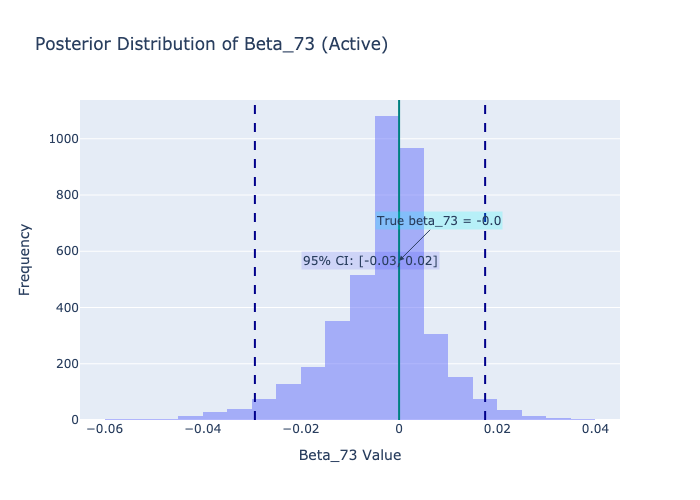 Posterior Distribution of Beta_73 (Active)
Frequency
1000
800
600
400
200
0
True beta_73 = -0.0
95% CI: [-0.03, 0.02]
−0.06
−0.04
−0.02
0
0.02
0.04
Beta_73 Value